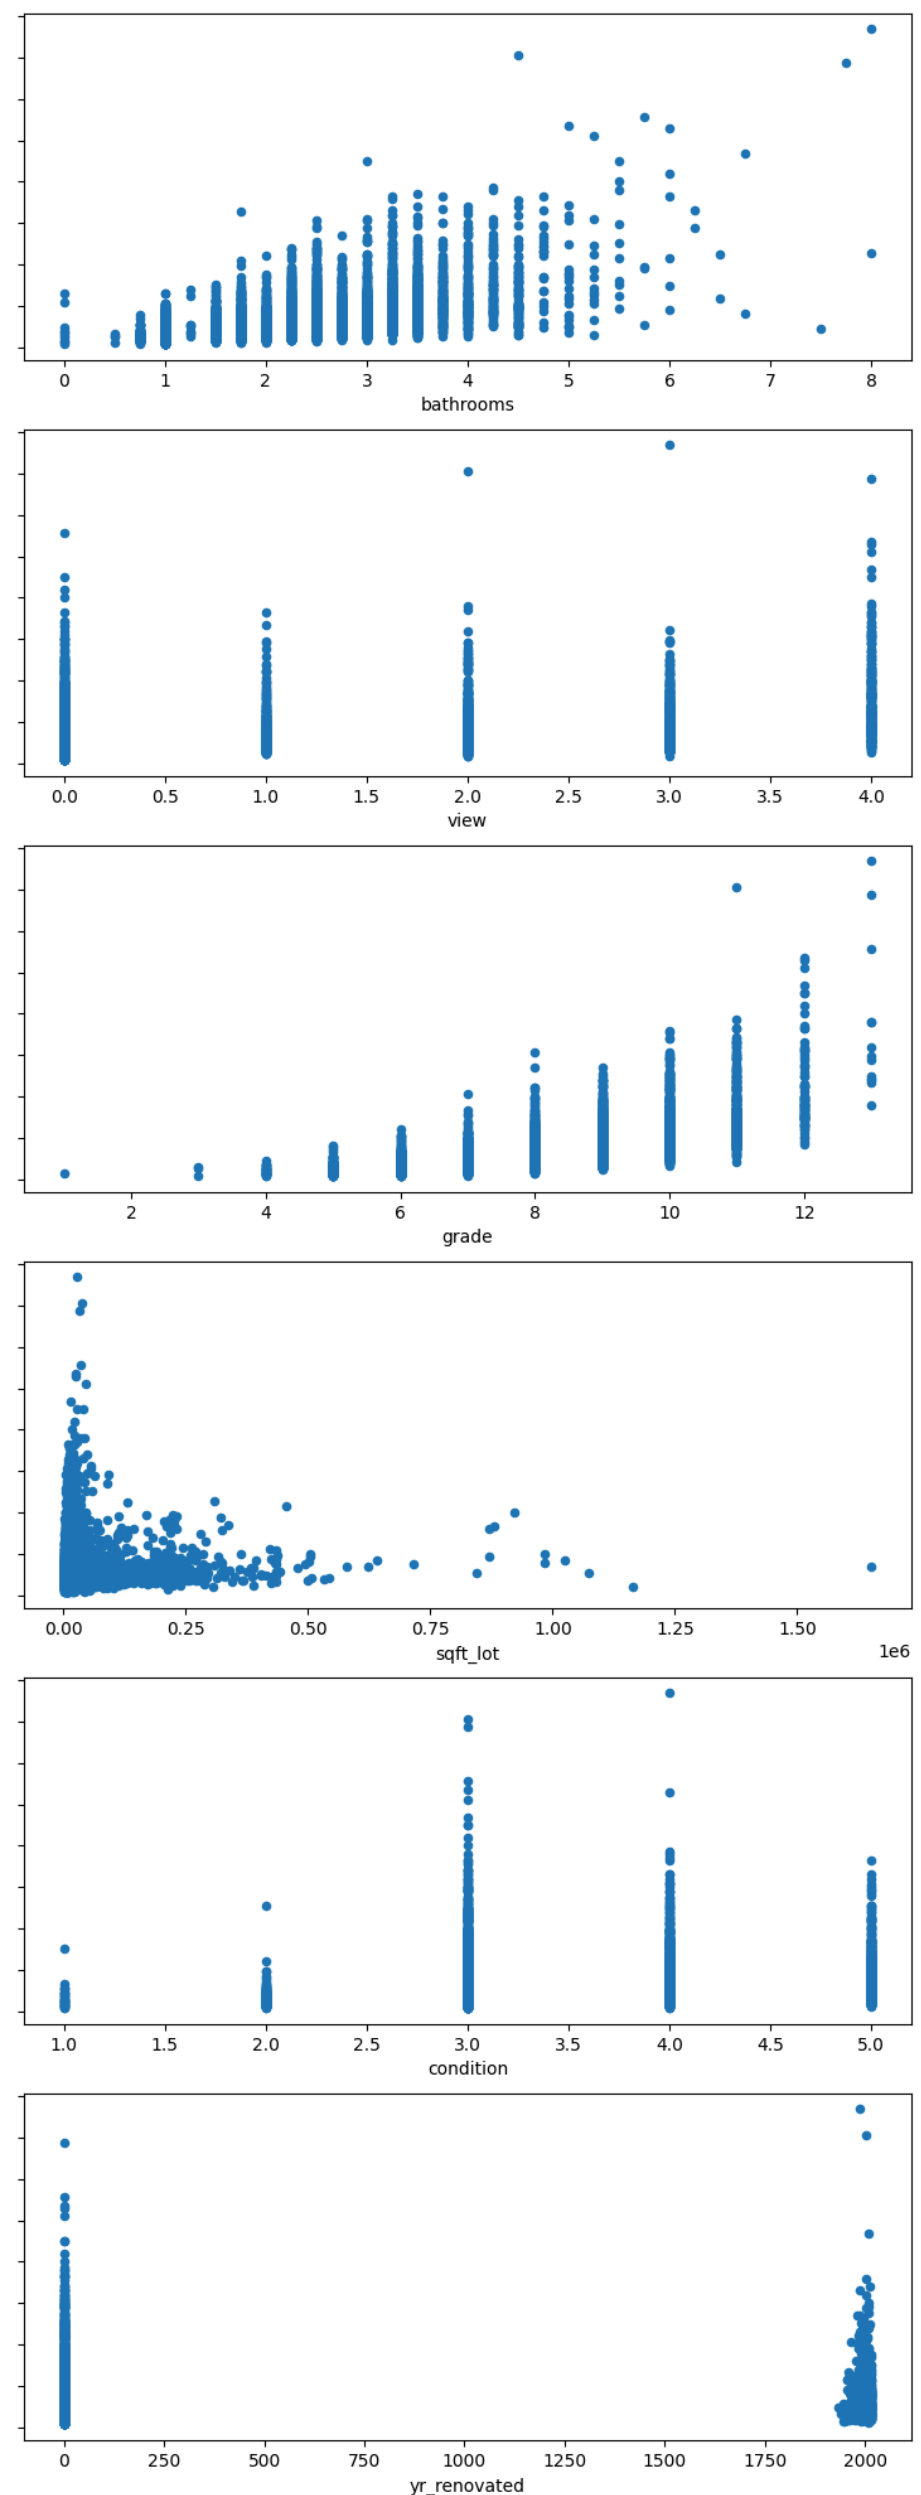 0 1 2 3 4 5 6 7 8
bathrooms
0.0 0.5 1.0 1.5 2.0 2.5 3.0 3.5 4.0
view
2 4 6 8 10 12
grade
0.00 0.25 0.50 0.75 1.00 1.25 1.50
sqft_lot
1e6
1.0 1.5 2.0 2.5 3.0 3.5 4.0 4.5 5.0
condition
0 250 500 750 1000 1250 1500 1750 2000
yr_renovated